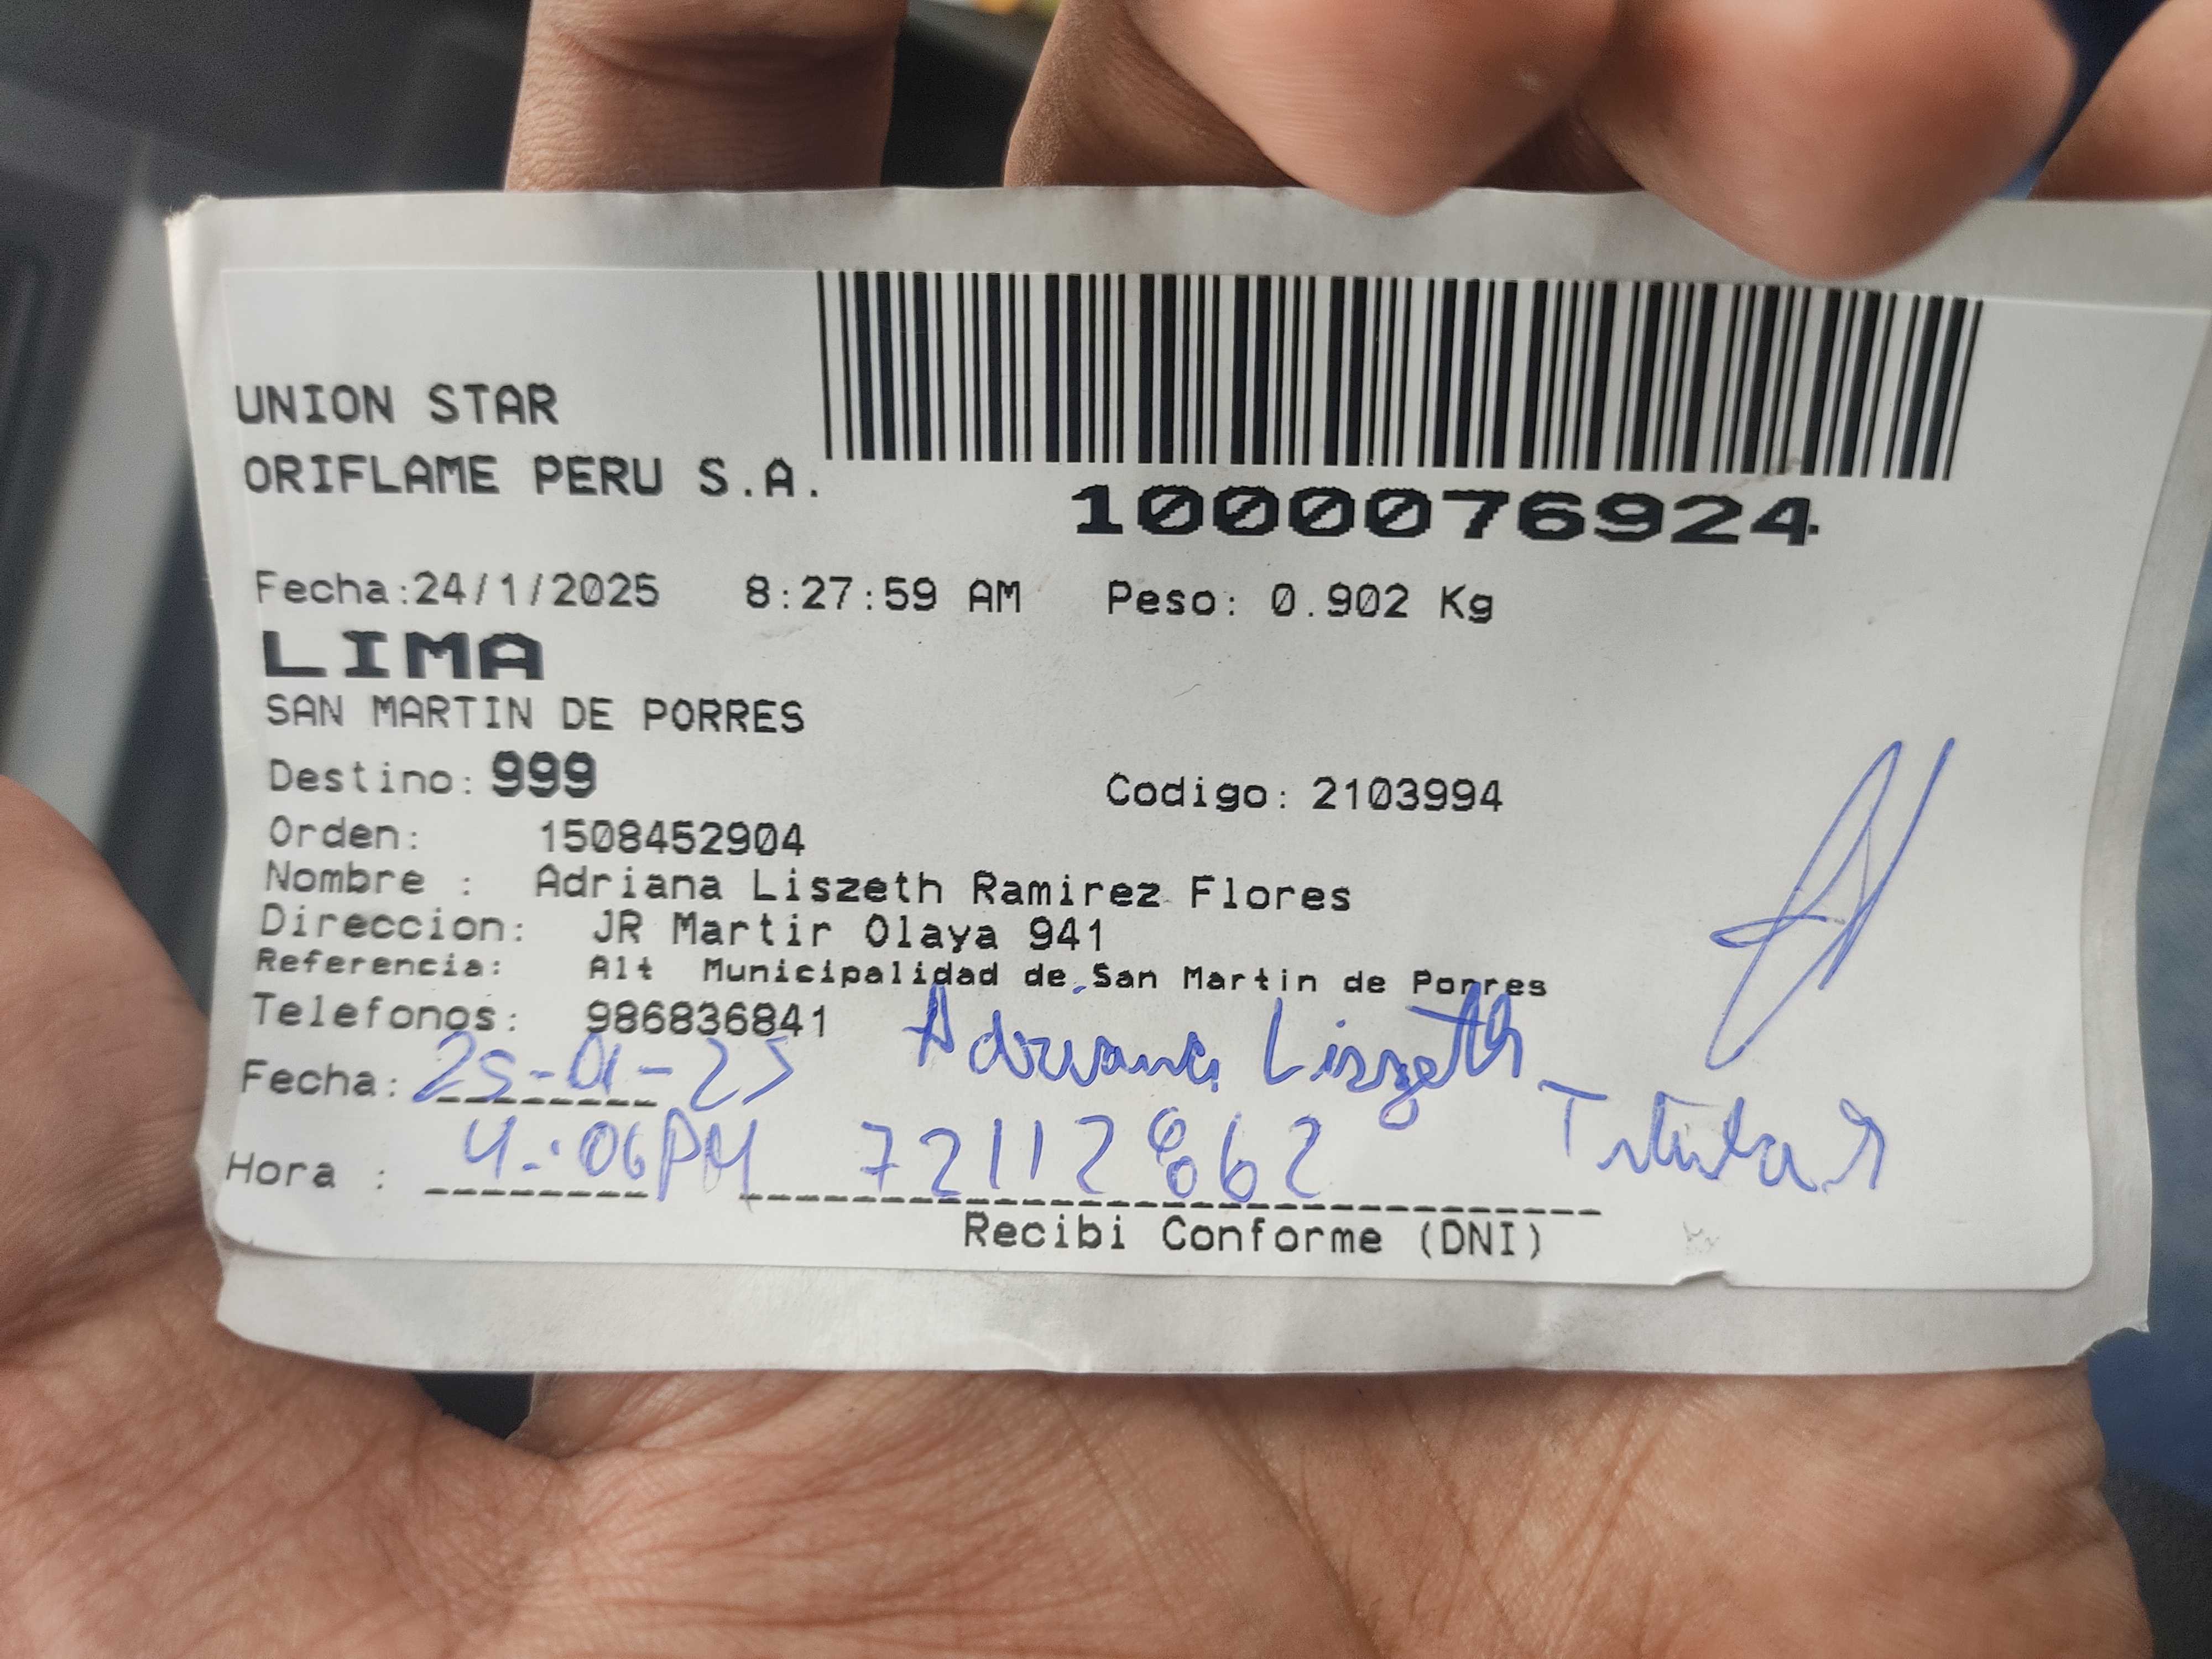 UNION STAR
ORIFLAME PERU S.A.
1000076924
Fecha:24/1/2025 8:27:59 AM Peso: 0.902 Kg
LIMA
SAN MARTIN DE PORRES
Destino: 999 Codigo: 2103994
Orden: 1508452904
Nombre : Adriana Liszeth Ramirez Flores
Direccion: JR Martir Olaya 941
Referencia: Alt Municipalidad de San Martin de Porres
Telefonos: 986836841 Adriana Liszeth
Fecha: 25-01-25 Titular
Hora : 4:06PM 72112862
Recibi Conforme (DNI)